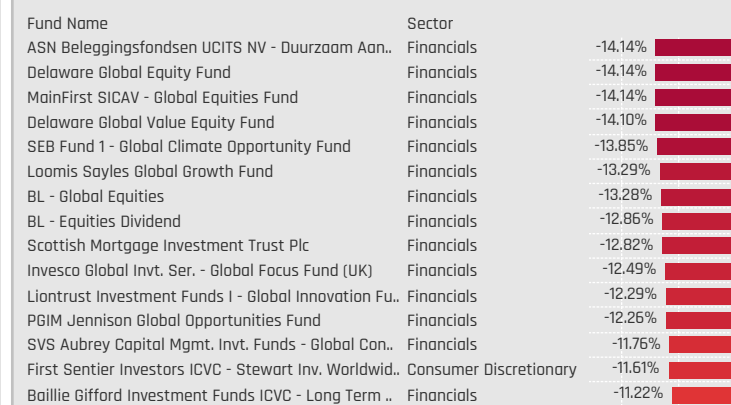 Fund Name Sector
ASN Beleggingsfondsen UCITS NV - Duurzaam Aan.. Financials -14.14%
Delaware Global Equity Fund Financials -14.14%
MainFirst SICAV - Global Equities Fund Financials -14.14%
Delaware Global Value Equity Fund Financials -14.10%
SEB Fund 1 - Global Climate Opportunity Fund Financials -13.85%
Loomis Sayles Global Growth Fund Financials -13.29%
BL - Global Equities Financials -13.28%
BL - Equities Dividend Financials -12.86%
Scottish Mortgage Investment Trust Plc Financials -12.82%
Invesco Global Invt. Ser. - Global Focus Fund (UK) Financials -12.49%
Liontrust Investment Funds I - Global Innovation Fu.. Financials -12.29%
PGIM Jennison Global Opportunities Fund Financials -12.26%
SVS Aubrey Capital Mgmt. Invt. Funds - Global Con.. Financials -11.76%
First Sentier Investors ICVC - Stewart Inv. Worldwid.. Consumer Discretionary -11.61%
Baillie Gifford Investment Funds ICVC - Long Term .. Financials -11.22%